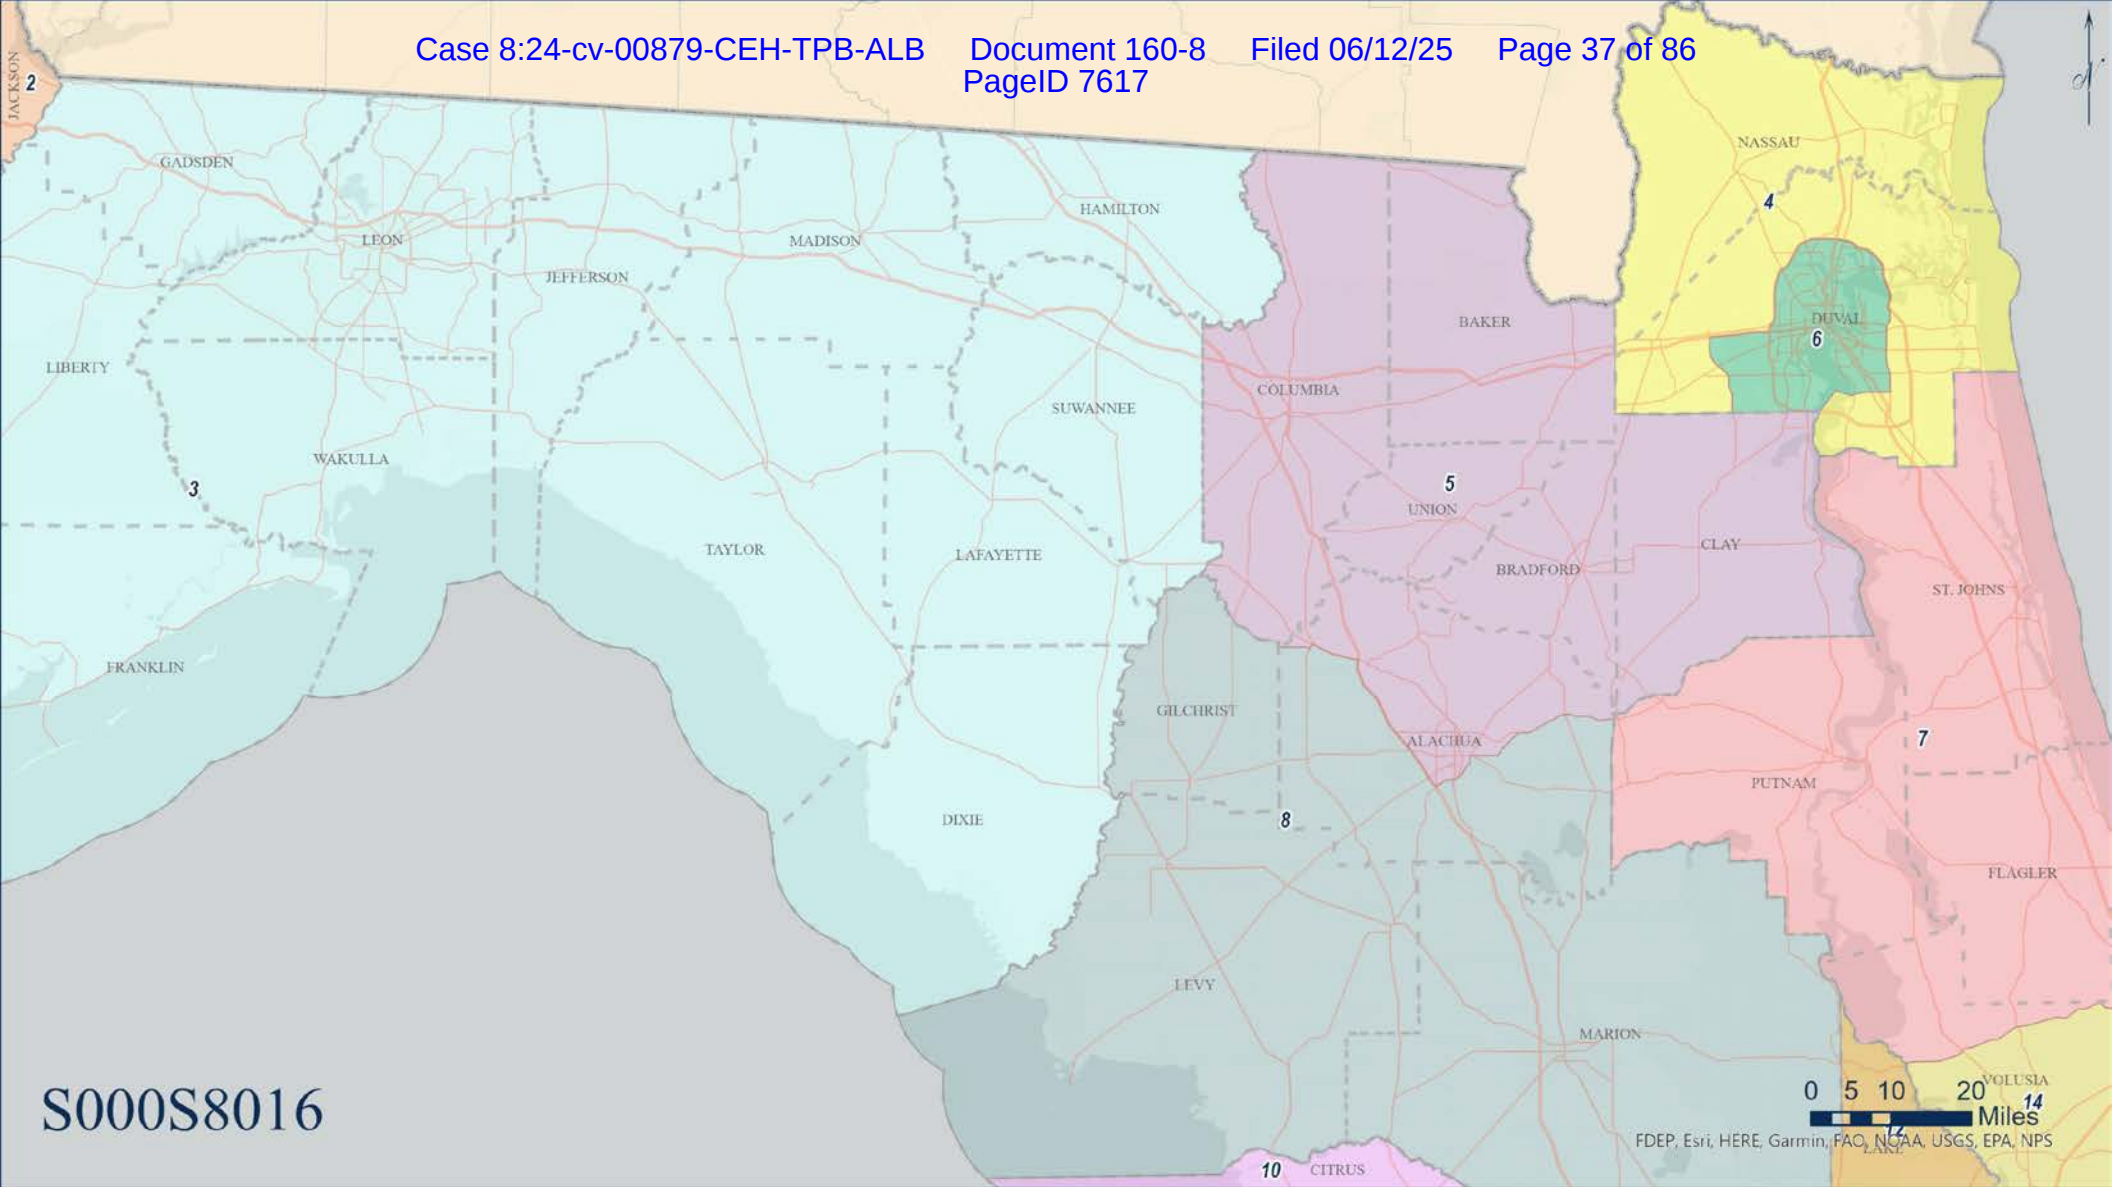 Case 8:24-cv-00879-CEH-TPB-ALB Document 160-8 Filed 06/12/25 Page 37 of 86
PageID 7617
JACKSON
2
N
NASSAU
GADSDEN
4
HAMILTON
LEON
MADISON
JEFFERSON
DUVAL
BAKER
6
LIBERTY
COLUMBIA
SUWANNEE
WAKULLA
5
3
UNION
CLAY
TAYLOR
LAFAYETTE
BRADFORD
ST. JOHNS
FRANKLIN
GILCHRIST
7
ALACHUA
PUTNAM
DIXIE
8
FLAGLER
LEVY
MARION
VOLUSIA
0 5 10 20
Miles
14
S000S8016
12
FDEP, Esri, HERE, Garmin, FAO, NOAA, USGS, EPA, NPS
LAKE
10
CITRUS